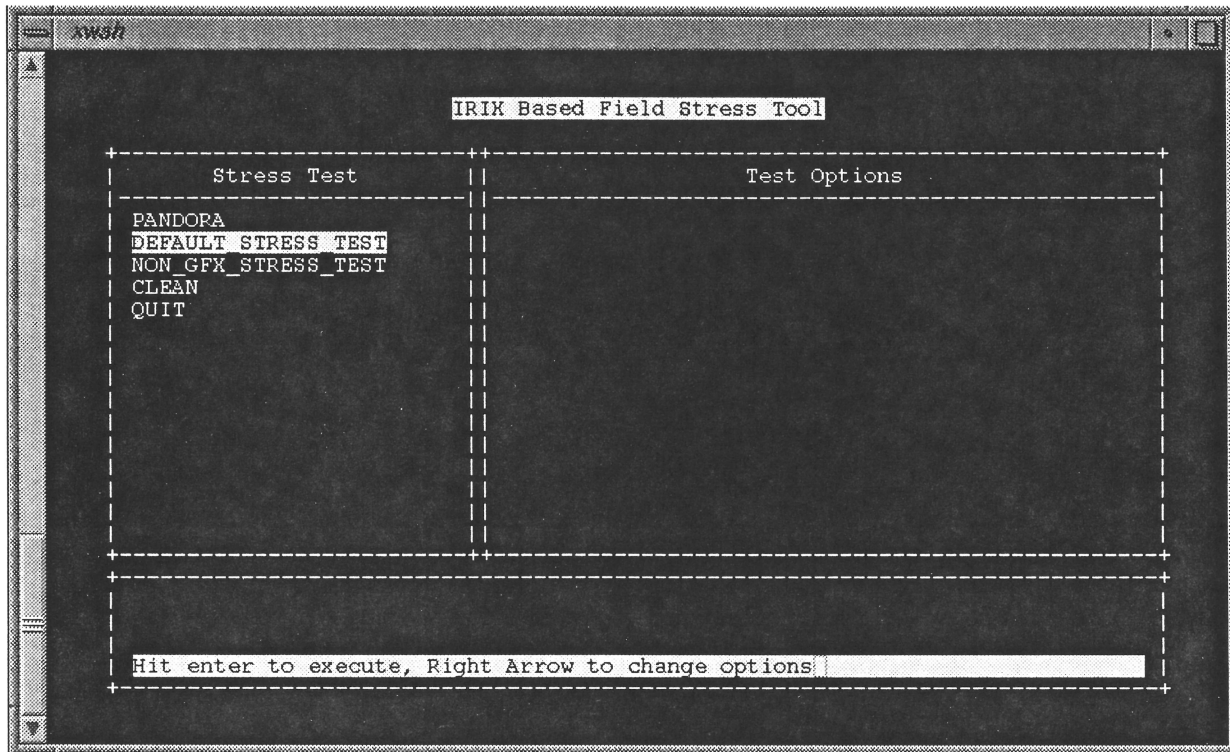 xwsh
IRIX Based Field Stress Tool
Stress Test
Test Options
PANDORA
DEFAULT_STRESS_TEST
NON_GFX_STRESS_TEST
CLEAN
QUIT
Hit enter to execute, Right Arrow to change options